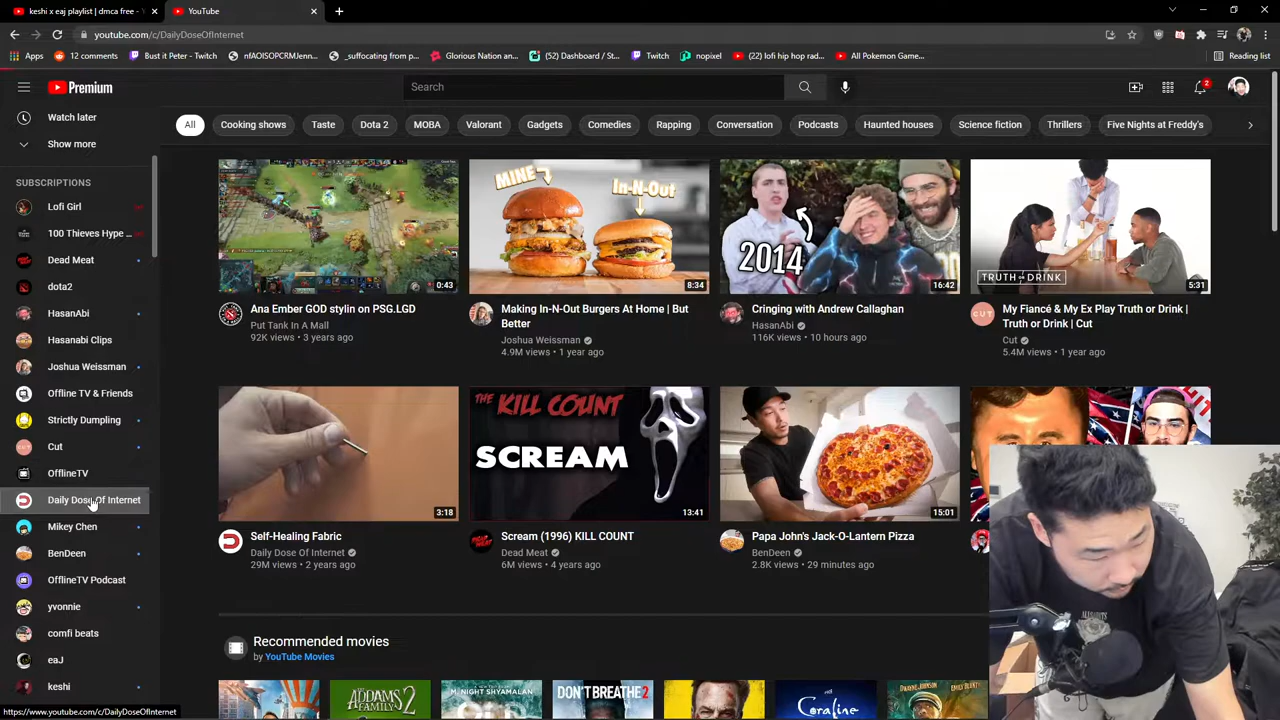 keshi x eaj playlist | dmca free -
YouTube
youtube.com/c/DailyDoseOfInternet
Apps
12 comments
Bust it Peter - Twitch
nfAOISOPCRMJenn...
_suffocating from p...
Glorious Nation an...
(52) Dashboard / St...
Twitch
nopixel
(22) lofi hip hop rad...
All Pokemon Game...
Reading list
Premium
Search
2
Watch later
Show more
All
Cooking shows
Taste
Dota 2
MOBA
Valorant
Gadgets
Comedies
Rapping
Conversation
Podcasts
Haunted houses
Science fiction
Thrillers
Five Nights at Freddy's
SUBSCRIPTIONS
Lofi Girl
100 Thieves Hype ...
Dead Meat
dota2
HasanAbi
Hasanabi Clips
Joshua Weissman
Offline TV & Friends
Strictly Dumpling
Cut
OfflineTV
Daily Dose Of Internet
Mikey Chen
BenDeen
OfflineTV Podcast
yvonnie
comfi beats
eaJ
keshi
0:43
Ana Ember GOD stylin on PSG.LGD
Put Tank In A Mall
92K views • 3 years ago
MINE
In-N-Out
8:34
Making In-N-Out Burgers At Home | But
Better
Joshua Weissman
4.9M views • 1 year ago
2014
16:42
Cringing with Andrew Callaghan
HasanAbi
116K views • 10 hours ago
TRUTH OR DRINK
5:31
CUT
My Fiancé & My Ex Play Truth or Drink |
Truth or Drink | Cut
Cut
5.4M views • 1 year ago
3:18
Self-Healing Fabric
Daily Dose Of Internet
29M views • 2 years ago
THE KILL COUNT
SCREAM
13:41
Scream (1996) KILL COUNT
Dead Meat
6M views • 4 years ago
15:01
Papa John's Jack-O-Lantern Pizza
BenDeen
2.8K views • 29 minutes ago
Recommended movies
by YouTube Movies
THE ADDAMS FAMILY 2
M. NIGHT SHYAMALAN
DON'T BREATHE 2
Coraline
DWAYNE JOHNSON
EMILY BLUNT
https://www.youtube.com/c/DailyDoseOfInternet